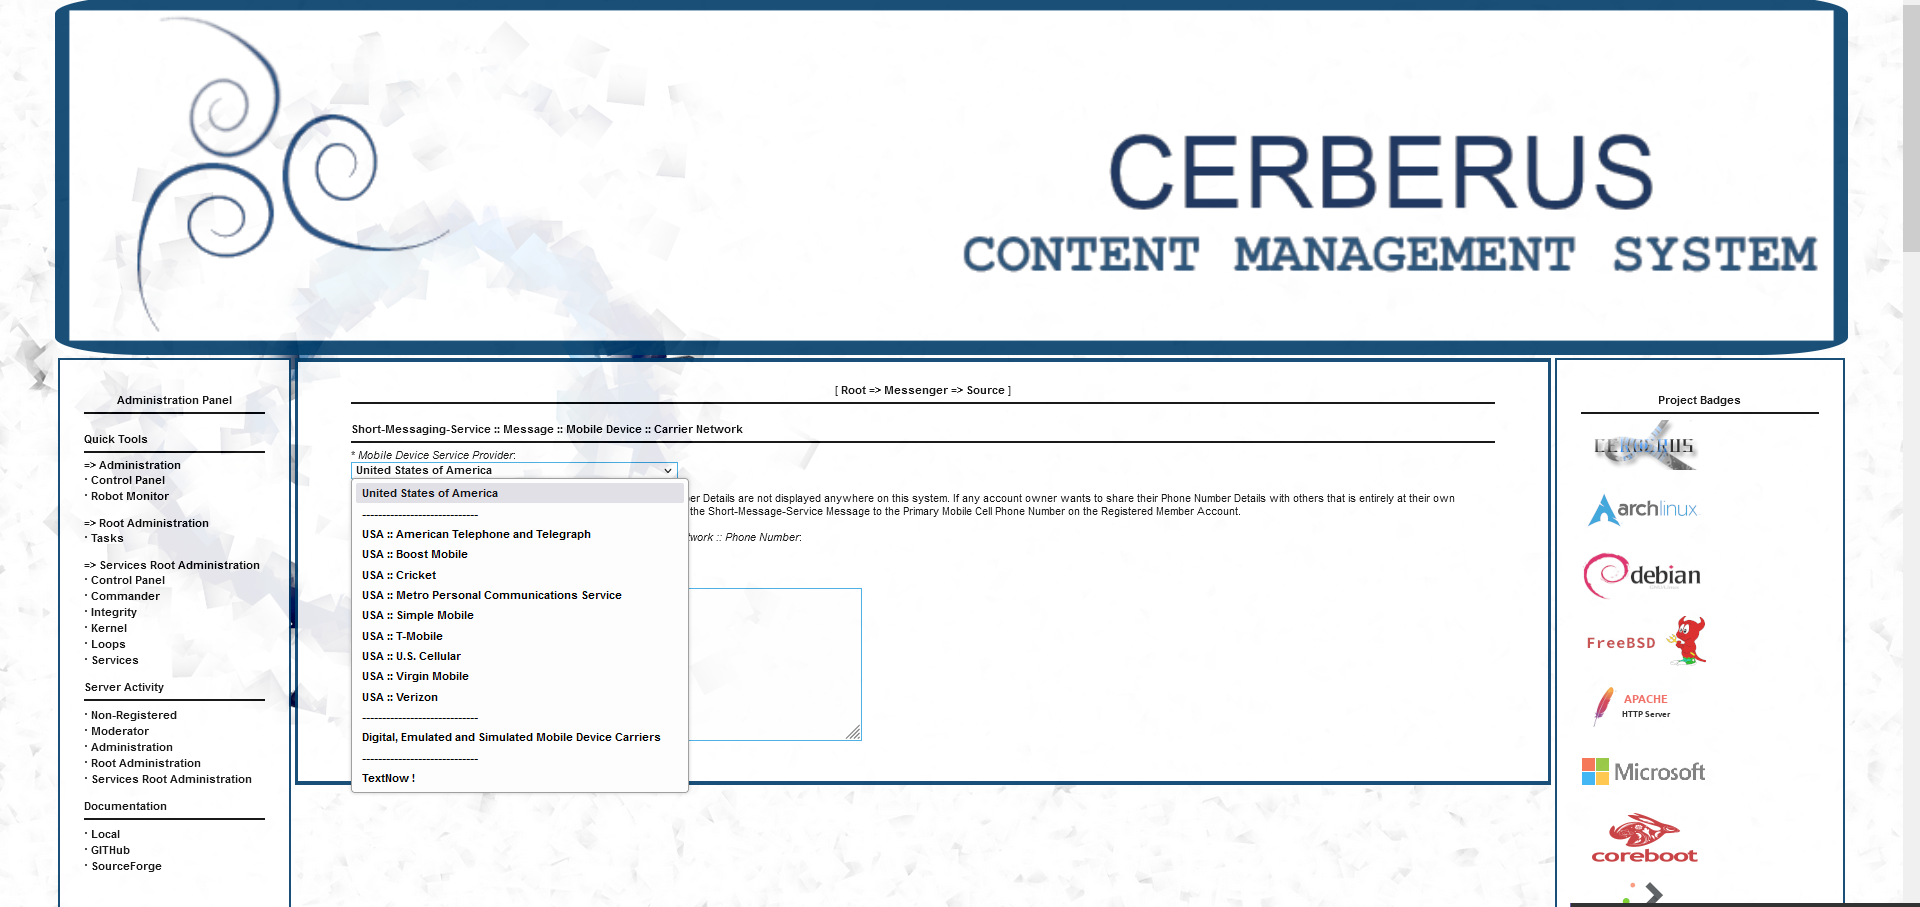 CERBERUS
CONTENT MANAGEMENT SYSTEM
Administration Panel
Quick Tools
=> Administration
· Control Panel
· Robot Monitor
=> Root Administration
· Tasks
=> Services Root Administration
· Control Panel
· Commander
· Integrity
· Kernel
· Loops
· Services
Server Activity
· Non-Registered
· Moderator
· Administration
· Root Administration
· Services Root Administration
Documentation
· Local
· GITHub
· SourceForge
[ Root => Messenger => Source ]
Short-Messaging-Service :: Message :: Mobile Device :: Carrier Network
* Mobile Device Service Provider:
United States of America
United States of America
-----------------------------
USA :: American Telephone and Telegraph
USA :: Boost Mobile
USA :: Cricket
USA :: Metro Personal Communications Service
USA :: Simple Mobile
USA :: T-Mobile
USA :: U.S. Cellular
USA :: Virgin Mobile
USA :: Verizon
-----------------------------
Digital, Emulated and Simulated Mobile Device Carriers
-----------------------------
TextNow !
er Details are not displayed anywhere on this system. If any account owner wants to share their Phone Number Details with others that is entirely at their own
the Short-Message-Service Message to the Primary Mobile Cell Phone Number on the Registered Member Account.
twork :: Phone Number:
Project Badges
CERBERUS
archlinux
debian
FreeBSD
APACHE
HTTP Server
Microsoft
coreboot